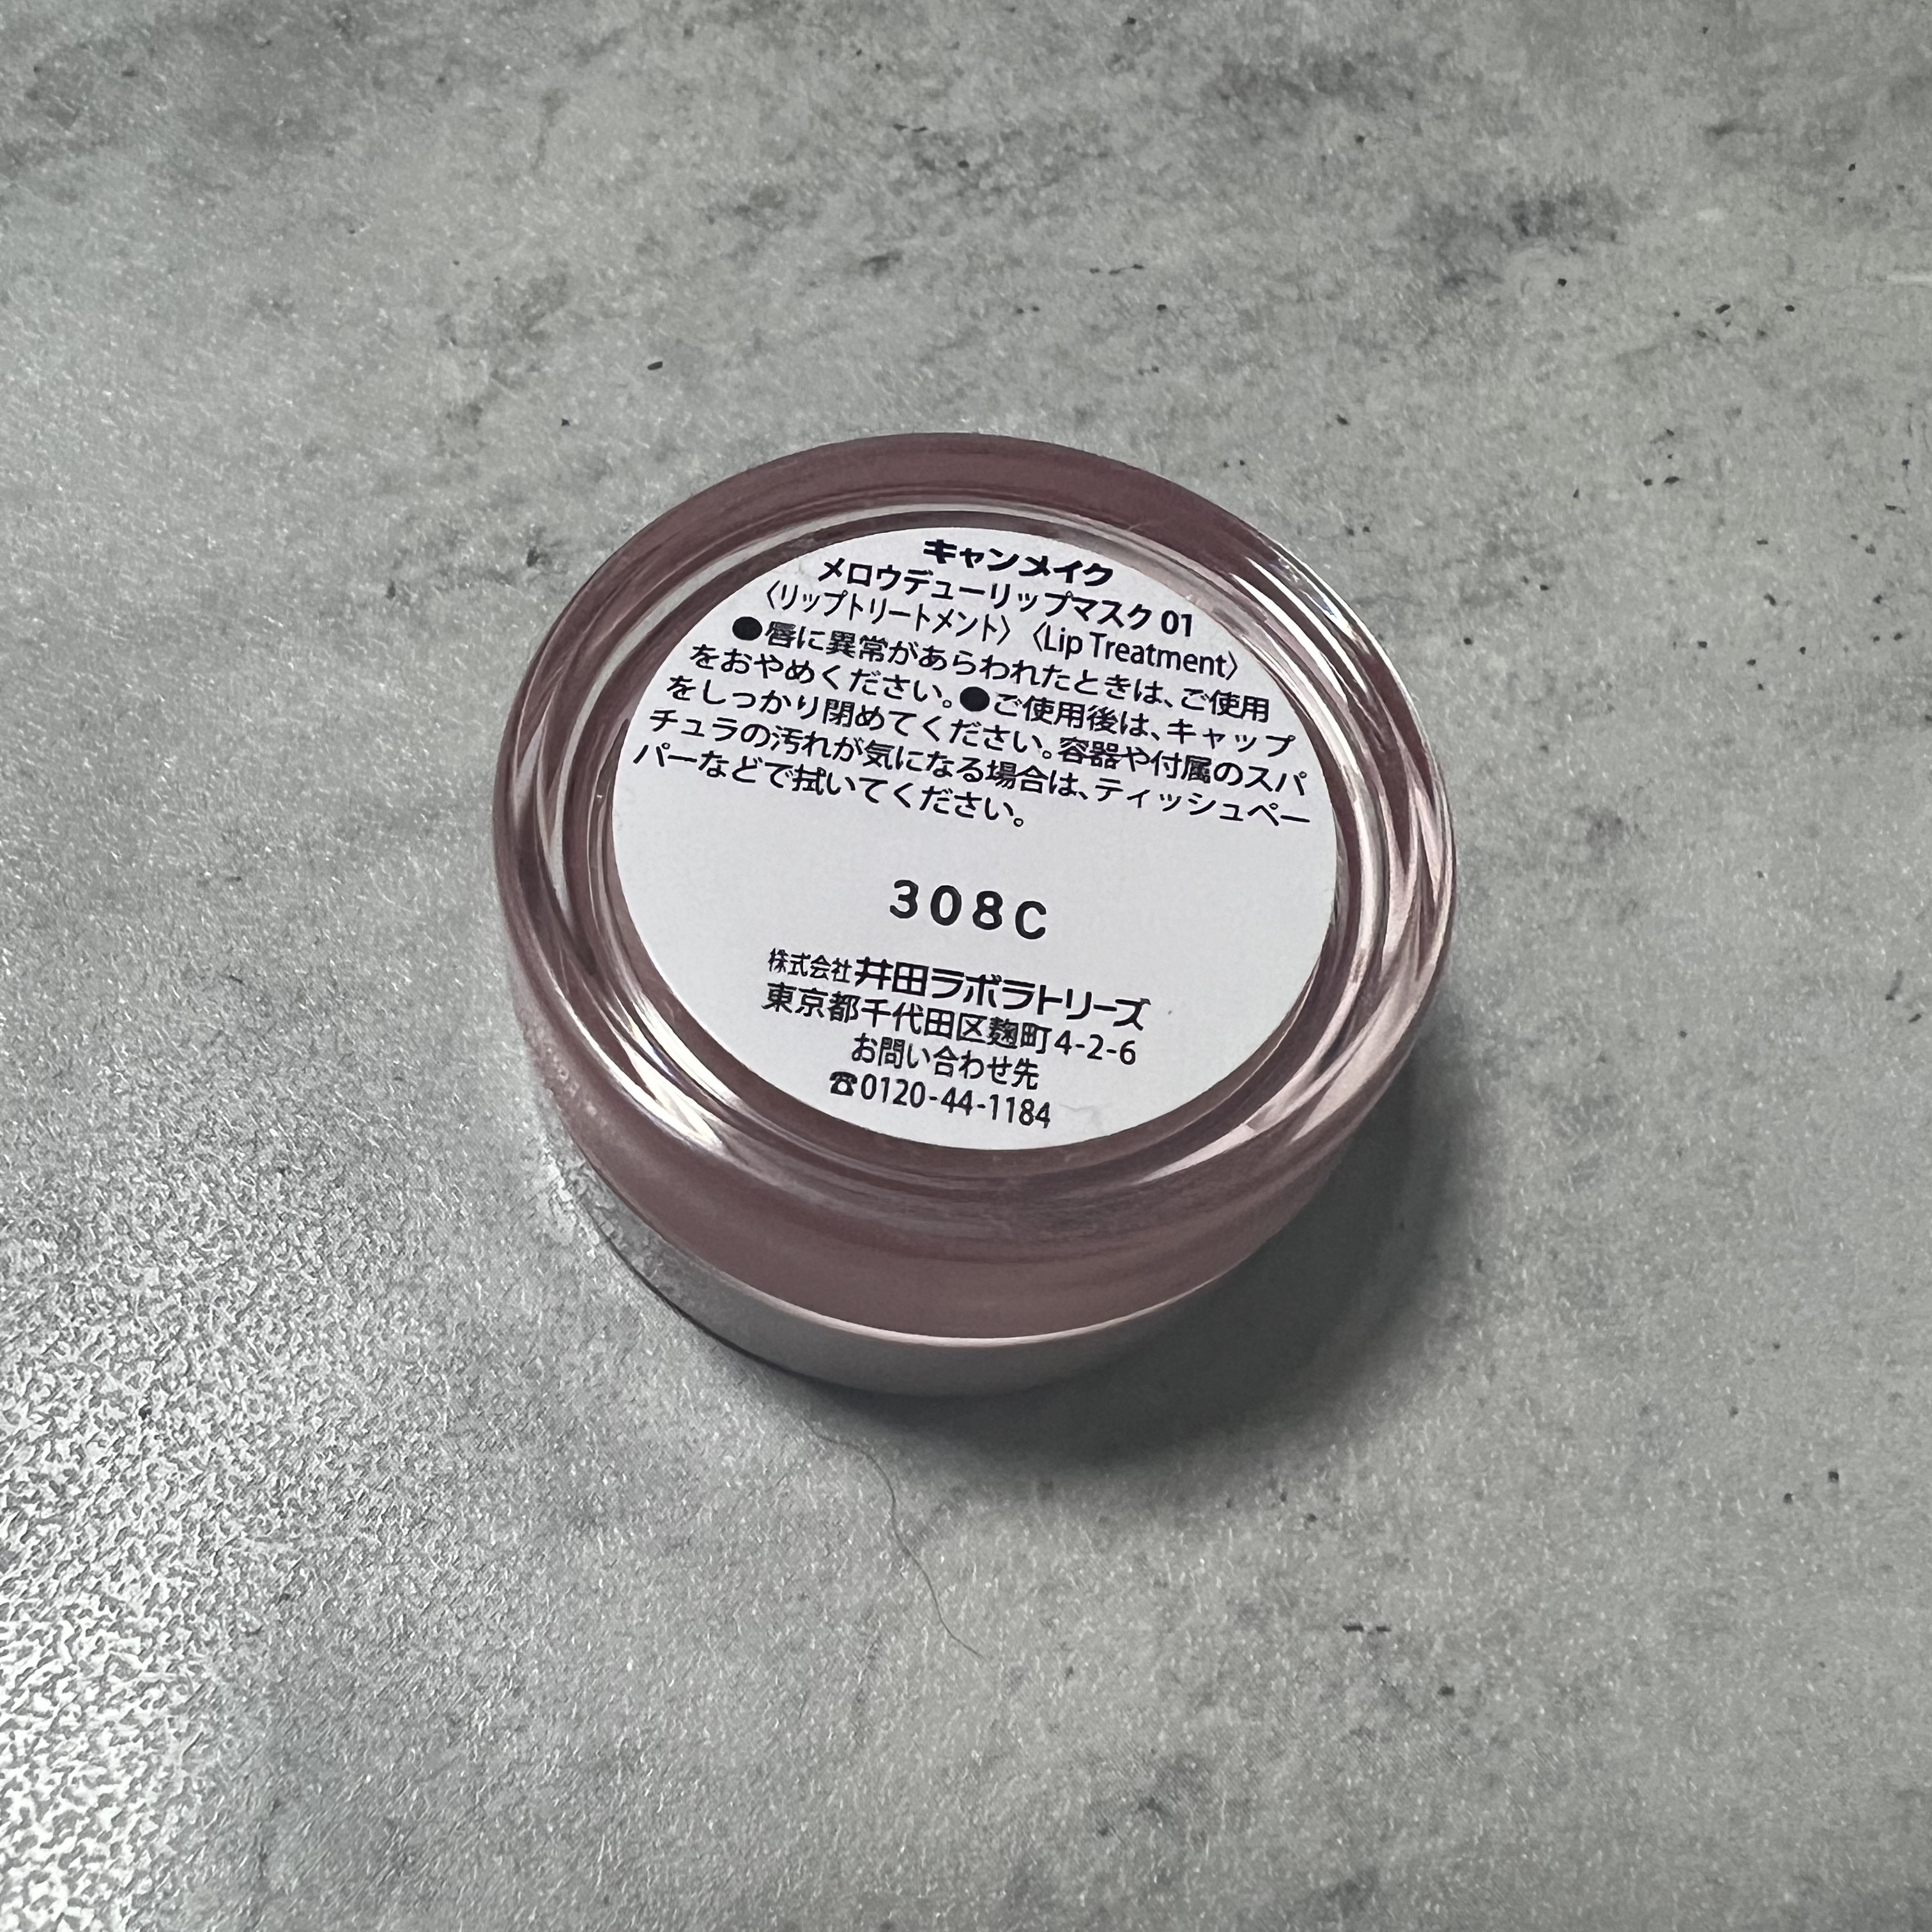 キャンメイク
メロウデューリップマスク 01
〈リップトリートメント〉〈Lip Treatment〉
●唇に異常があらわれたときは、ご使用
をおやめください。●ご使用後は、キャップ
をしっかり閉めてください。容器や付属のスパ
チュラの汚れが気になる場合は、ティッシュペー
パーなどで拭いてください。
308C
株式会社井田ラボラトリーズ
東京都千代田区麹町4-2-6
お問い合わせ先
☎0120-44-1184